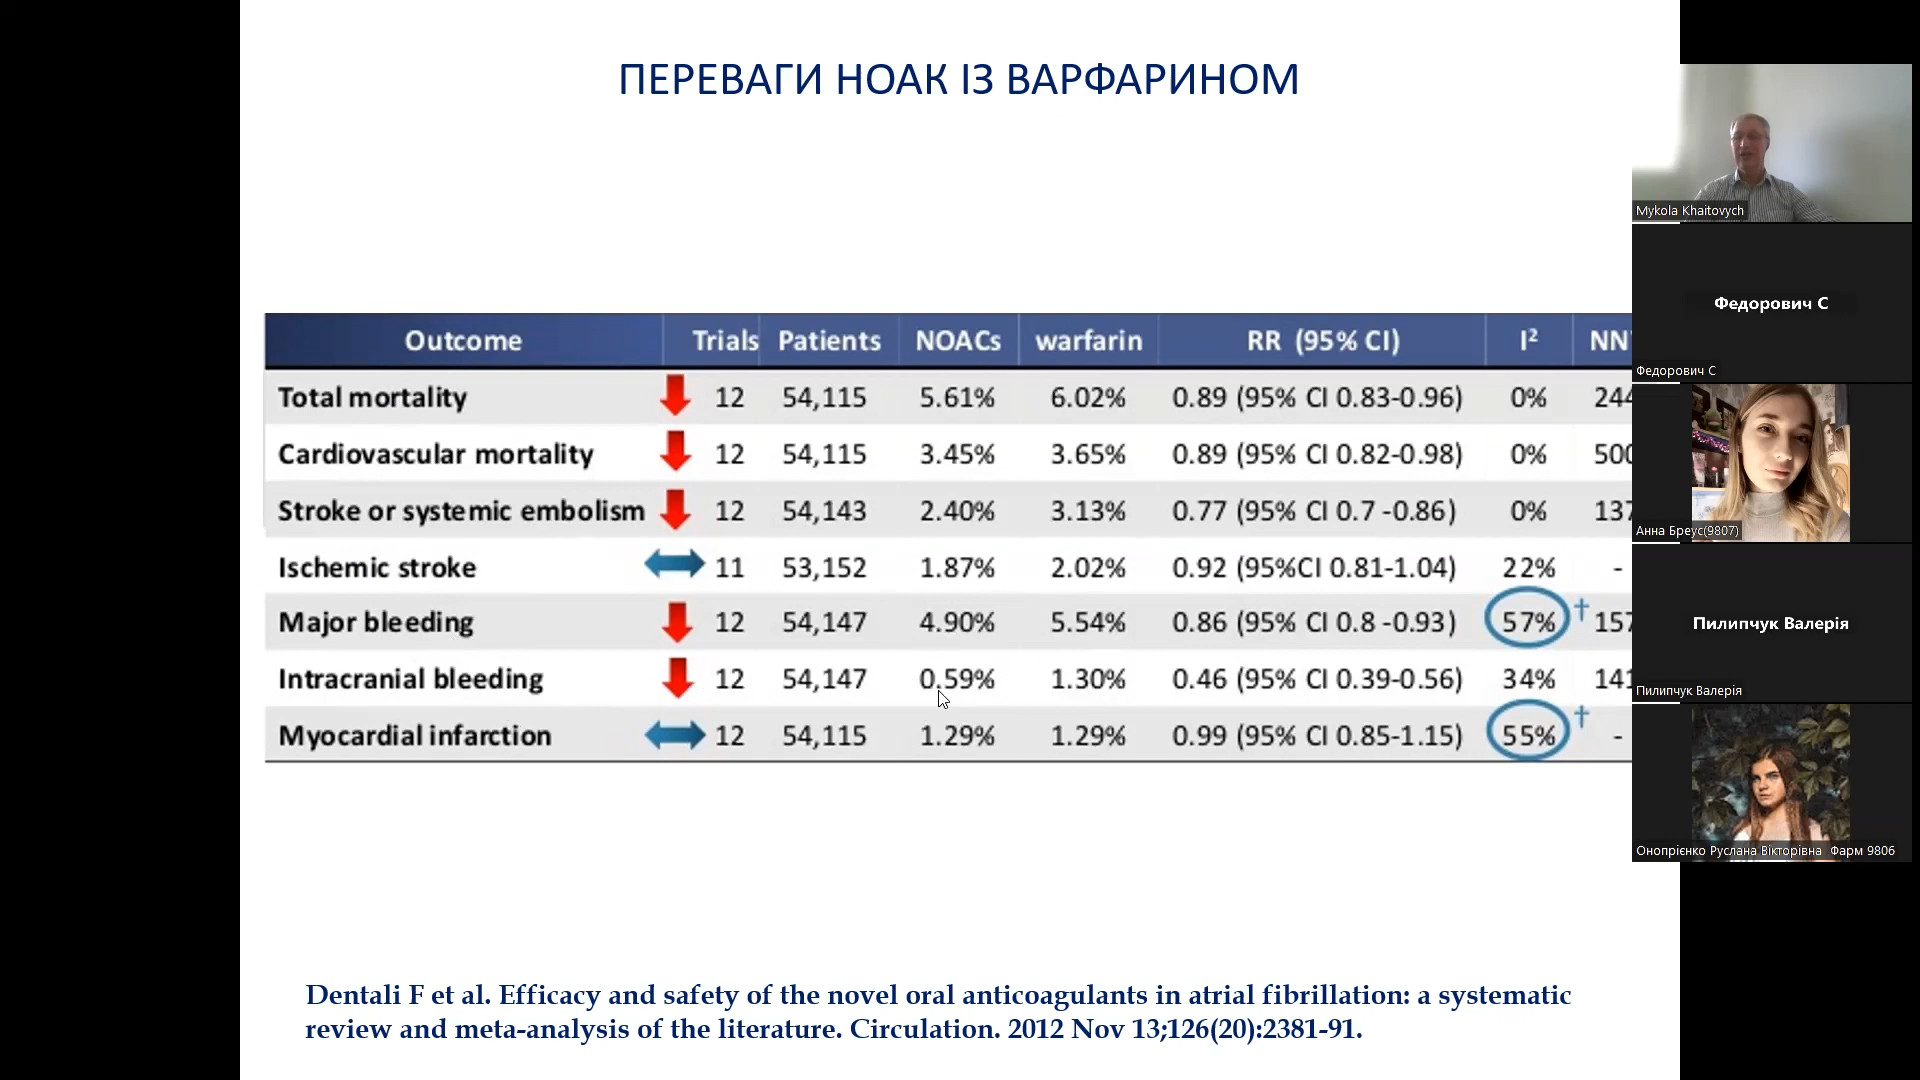 ПЕРЕВАГИ НОАК ІЗ ВАРФАРИНОМ
Outcome Trials Patients NOACs warfarin RR (95% CI) I² NN
Total mortality 12 54,115 5.61% 6.02% 0.89 (95% CI 0.83-0.96) 0% 244
Cardiovascular mortality 12 54,115 3.45% 3.65% 0.89 (95% CI 0.82-0.98) 0% 500
Stroke or systemic embolism 12 54,143 2.40% 3.13% 0.77 (95% CI 0.7 -0.86) 0% 137
Ischemic stroke 11 53,152 1.87% 2.02% 0.92 (95%CI 0.81-1.04) 22% -
Major bleeding 12 54,147 4.90% 5.54% 0.86 (95% CI 0.8 -0.93) 57% † 157
Intracranial bleeding 12 54,147 0.59% 1.30% 0.46 (95% CI 0.39-0.56) 34% 141
Myocardial infarction 12 54,115 1.29% 1.29% 0.99 (95% CI 0.85-1.15) 55% † -
Dentali F et al. Efficacy and safety of the novel oral anticoagulants in atrial fibrillation: a systematic
review and meta-analysis of the literature. Circulation. 2012 Nov 13;126(20):2381-91.
Mykola Khaitovych
Федорович С
Федорович С
Анна Бреус(9807)
Пилипчук Валерія
Пилипчук Валерія
Онопрієнко Руслана Вікторівна Фарм 9806